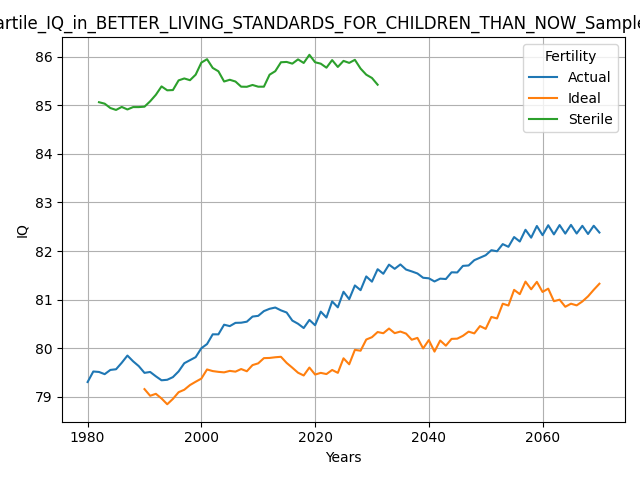 artile_IQ_in_BETTER_LIVING_STANDARDS_FOR_CHILDREN_THAN_NOW_Sample
Fertility
Actual
Ideal
Sterile
86
85
84
83
82
81
80
79
IQ
1980
2000
2020
2040
2060
Years